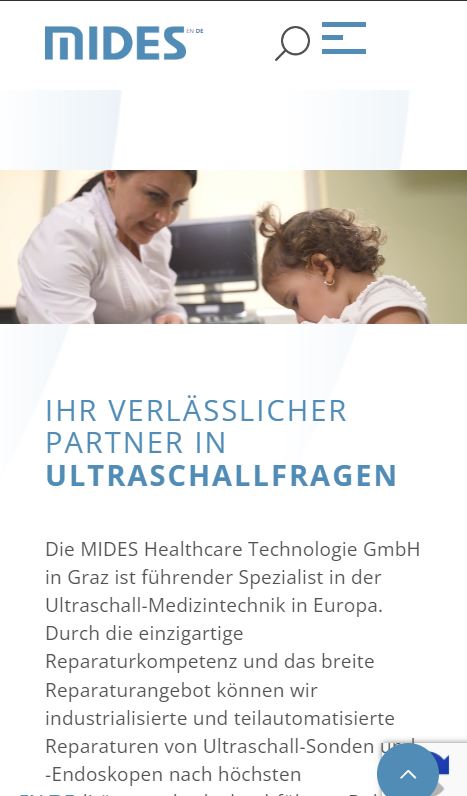 MIDES EN DE
IHR VERLÄSSLICHER
PARTNER IN
ULTRASCHALLFRAGEN
Die MIDES Healthcare Technologie GmbH
in Graz ist führender Spezialist in der
Ultraschall-Medizintechnik in Europa.
Durch die einzigartige
Reparaturkompetenz und das breite
Reparaturangebot können wir
industrialisierte und teilautomatisierte
Reparaturen von Ultraschall-Sonden und
-Endoskopen nach höchsten